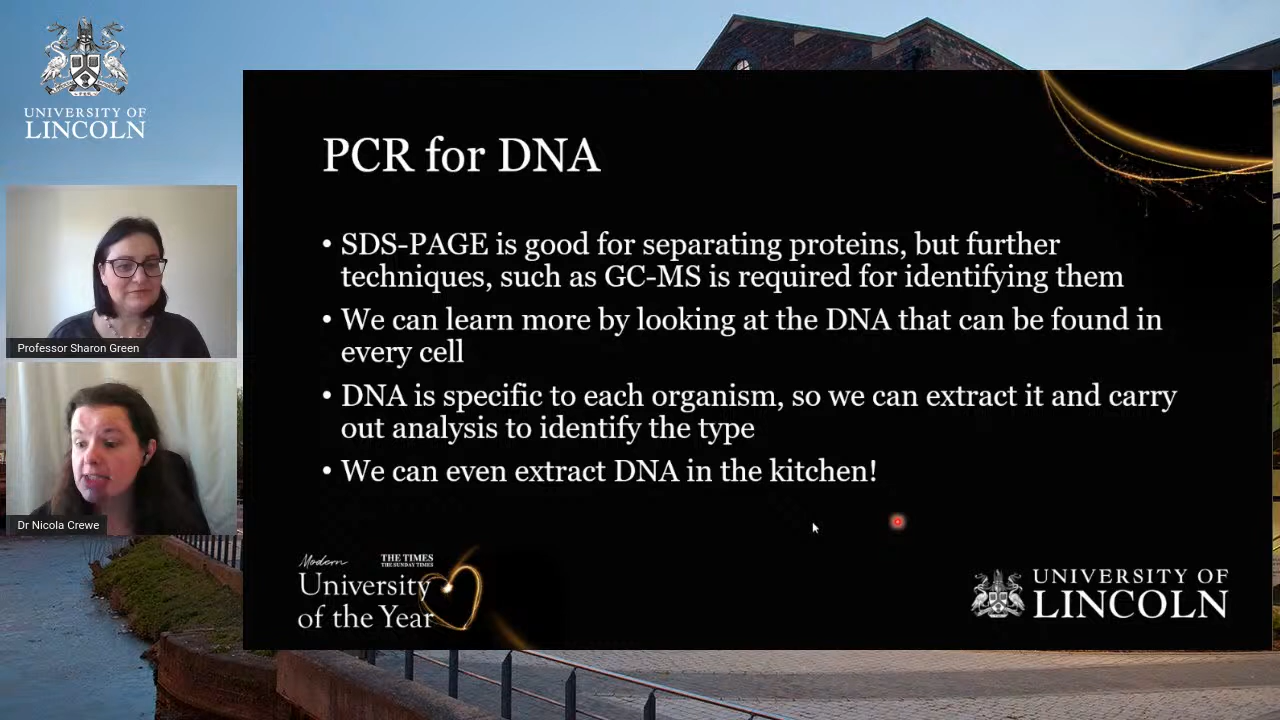 UNIVERSITY OF
LINCOLN
Professor Sharon Green
Dr Nicola Crewe
PCR for DNA
• SDS-PAGE is good for separating proteins, but further
techniques, such as GC-MS is required for identifying them
• We can learn more by looking at the DNA that can be found in
every cell
• DNA is specific to each organism, so we can extract it and carry
out analysis to identify the type
• We can even extract DNA in the kitchen!
Modern
THE TIMES
THE SUNDAY TIMES
University
of the Year
UNIVERSITY OF
LINCOLN